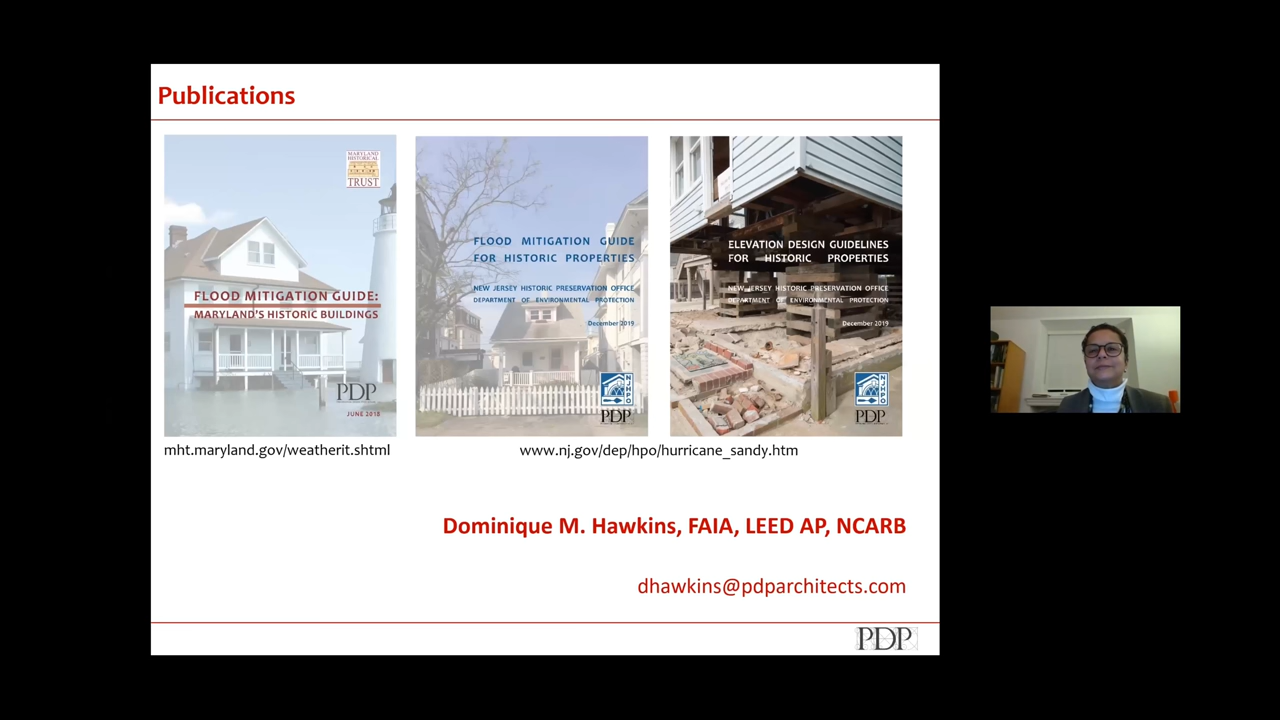 Publications
MARYLAND
HISTORICAL
TRUST
FLOOD MITIGATION GUIDE:
MARYLAND'S HISTORIC BUILDINGS
PDP
JUNE 2018
FLOOD MITIGATION GUIDE
FOR HISTORIC PROPERTIES
NEW JERSEY HISTORIC PRESERVATION OFFICE
DEPARTMENT OF ENVIRONMENTAL PROTECTION
December 2019
NJHPO
PDP
ELEVATION DESIGN GUIDELINES
FOR HISTORIC PROPERTIES
NEW JERSEY HISTORIC PRESERVATION OFFICE
DEPARTMENT OF ENVIRONMENTAL PROTECTION
December 2019
NJHPO
PDP
mht.maryland.gov/weatherit.shtml
www.nj.gov/dep/hpo/hurricane_sandy.htm
Dominique M. Hawkins, FAIA, LEED AP, NCARB
dhawkins@pdparchitects.com
PDP